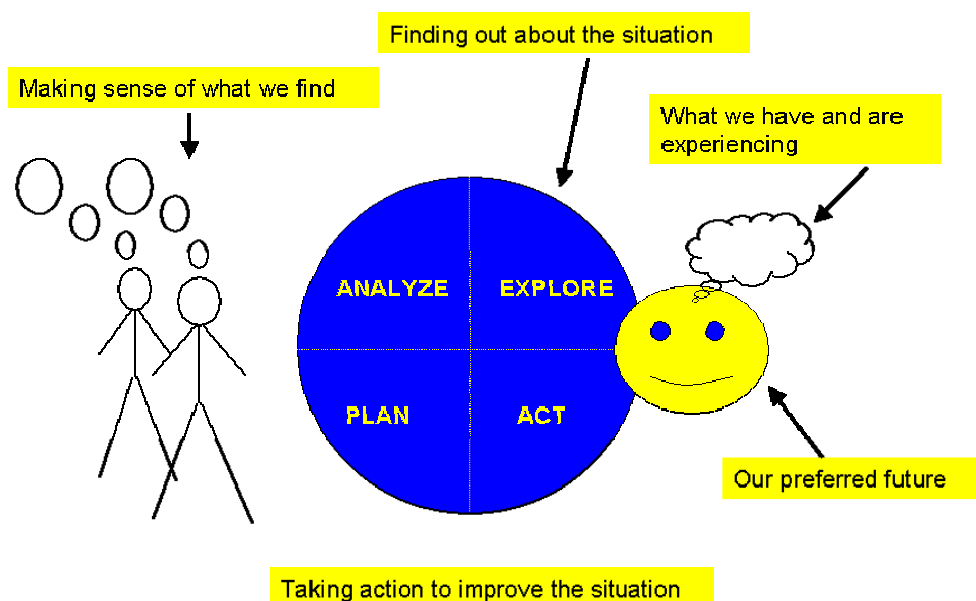 Finding out about the situation
Making sense of what we find
What we have and are
experiencing
ANALYZE
EXPLORE
PLAN
ACT
Our preferred future
Taking action to improve the situation